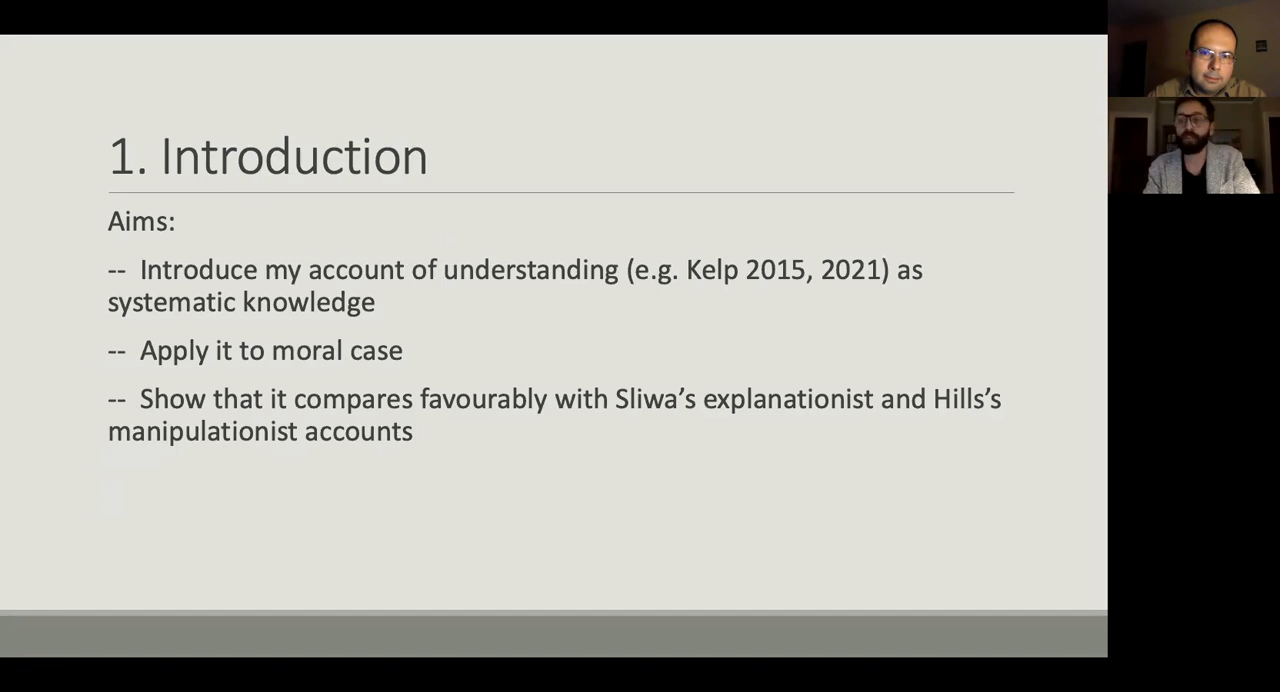 1. Introduction
Aims:
-- Introduce my account of understanding (e.g. Kelp 2015, 2021) as
systematic knowledge
-- Apply it to moral case
-- Show that it compares favourably with Sliwa’s explanationist and Hills’s
manipulationist accounts